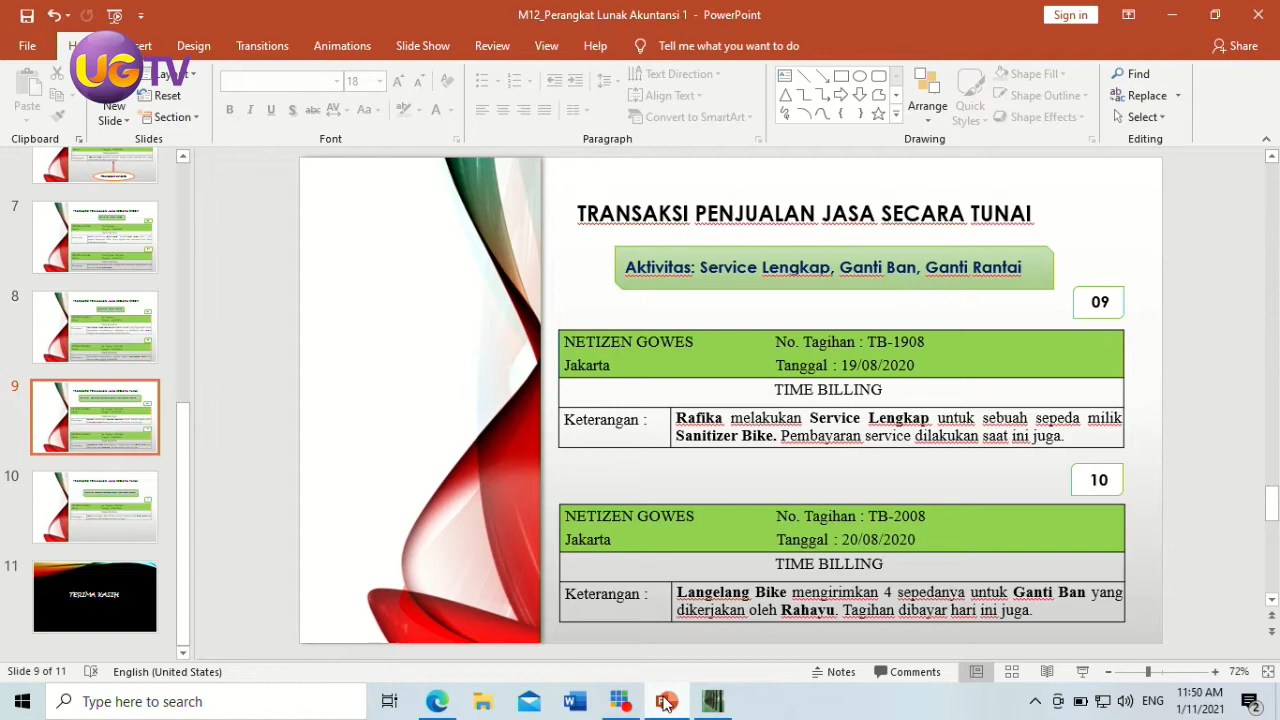 M12_Perangkat Lunak Akuntansi 1 - PowerPoint
Sign in
File
Design
Transitions
Animations
Slide Show
Review
View
Help
Tell me what you want to do
Share
UGTV
Paste
New
Slide
Reset
Section
18
Text Direction
Align Text
Convert to SmartArt
Arrange
Quick
Styles
Shape Fill
Shape Outline
Shape Effects
Find
Replace
Select
Clipboard
Slides
Font
Paragraph
Drawing
Editing
7
8
9
10
11
TERIMA KASIH
TRANSAKSI PENJUALAN JASA SECARA TUNAI
Aktivitas: Service Lengkap, Ganti Ban, Ganti Rantai
09
NETIZEN GOWES No. Tagihan : TB-1908
Jakarta Tanggal : 19/08/2020
TIME BILLING
Keterangan : Rafika melakukan Service Lengkap untuk sebuah sepeda milik
Sanitizer Bike. Pembayaran service dilakukan saat ini juga.
10
NETIZEN GOWES No. Tagihan : TB-2008
Jakarta Tanggal : 20/08/2020
TIME BILLING
Keterangan : Langelang Bike mengirimkan 4 sepedanya untuk Ganti Ban yang
dikerjakan oleh Rahayu. Tagihan dibayar hari ini juga.
Slide 9 of 11
English (United States)
Notes
Comments
72%
Type here to search
ENG
11:50 AM
1/11/2021
2